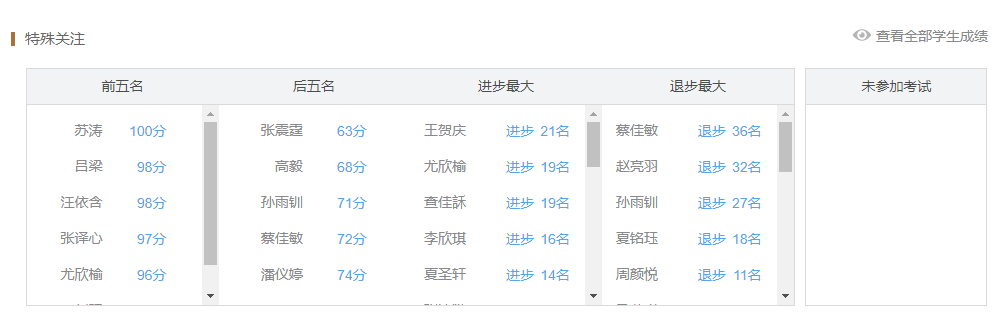 特殊关注
查看全部学生成绩
前五名 后五名 进步最大 退步最大 未参加考试
苏涛 100分 张震霆 63分 王贺庆 进步 21名 蔡佳敏 退步 36名
吕梁 98分 高毅 68分 尤欣榆 进步 19名 赵亮羽 退步 32名
汪依含 98分 孙雨钏 71分 查佳訸 进步 19名 孙雨钏 退步 27名
张译心 97分 蔡佳敏 72分 李欣琪 进步 16名 夏铭珏 退步 18名
尤欣榆 96分 潘仪婷 74分 夏圣轩 进步 14名 周颜悦 退步 11名